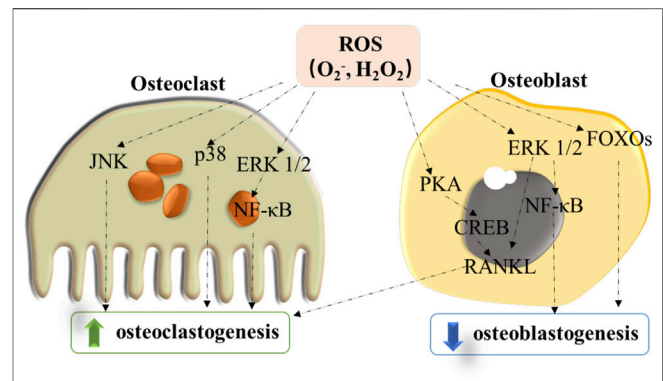 ROS
(O₂⁻, H₂O₂)
Osteoclast
Osteoblast
JNK
p38
ERK 1/2
NF-κB
ERK 1/2
FOXOs
PKA
NF-κB
CREB
RANKL
osteoclastogenesis
osteoblastogenesis